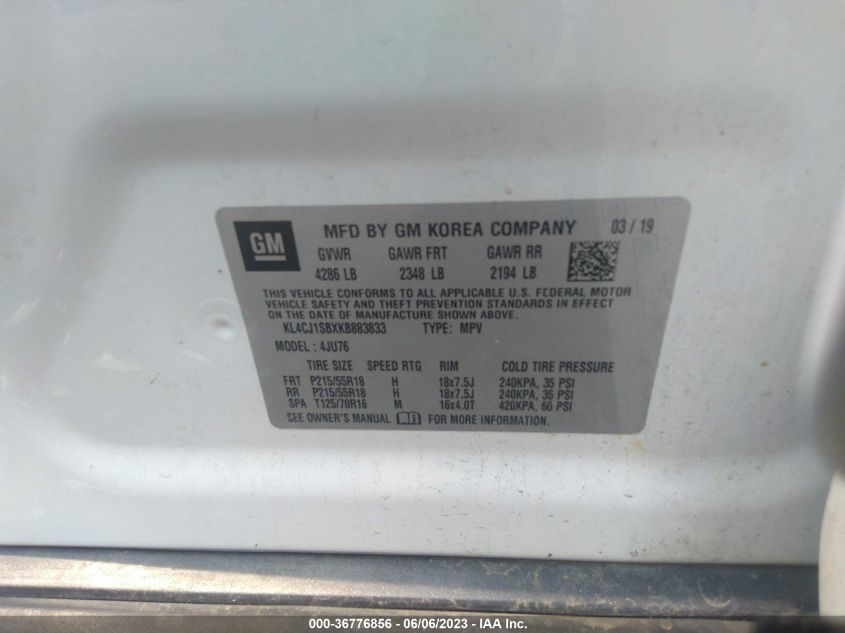 GM
MFD BY GM KOREA COMPANY 03 / 19
GVWR GAWR FRT GAWR RR
4286 LB 2348 LB 2194 LB
THIS VEHICLE CONFORMS TO ALL APPLICABLE U.S. FEDERAL MOTOR
VEHICLE SAFETY AND THEFT PREVENTION STANDARDS IN EFFECT
ON THE DATE OF MANUFACTURE SHOWN ABOVE.
KL4CJ1SBXKB883833 TYPE: MPV
MODEL : 4JU76
TIRE SIZE SPEED RTG RIM COLD TIRE PRESSURE
FRT P215/55R18 H 18x7.5J 240KPA, 35 PSI
RR P215/55R18 H 18x7.5J 240KPA, 35 PSI
SPA T125/70R16 M 16x4.0T 420KPA, 60 PSI
SEE OWNER'S MANUAL FOR MORE INFORMATION.
000-36776856 - 06/06/2023 - IAA Inc.